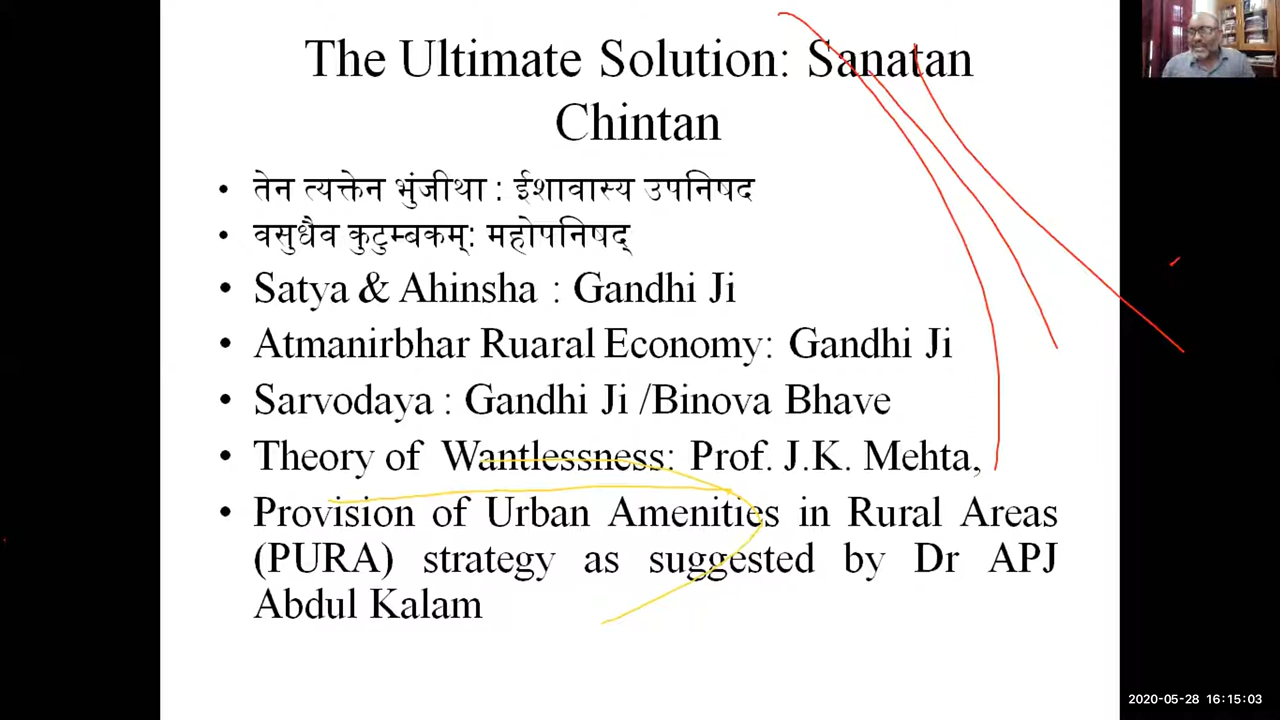 The Ultimate Solution: Sanatan
Chintan
• तेन त्यक्तेन भुंजीथा : ईशावास्य उपनिषद
• वसुधैव कुटुम्बकम्: महोपनिषद्
• Satya & Ahinsha : Gandhi Ji
• Atmanirbhar Ruaral Economy: Gandhi Ji
• Sarvodaya : Gandhi Ji /Binova Bhave
• Theory of Wantlessness: Prof. J.K. Mehta,
• Provision of Urban Amenities in Rural Areas
(PURA) strategy as suggested by Dr APJ
Abdul Kalam
2020-05-28 16:15:03